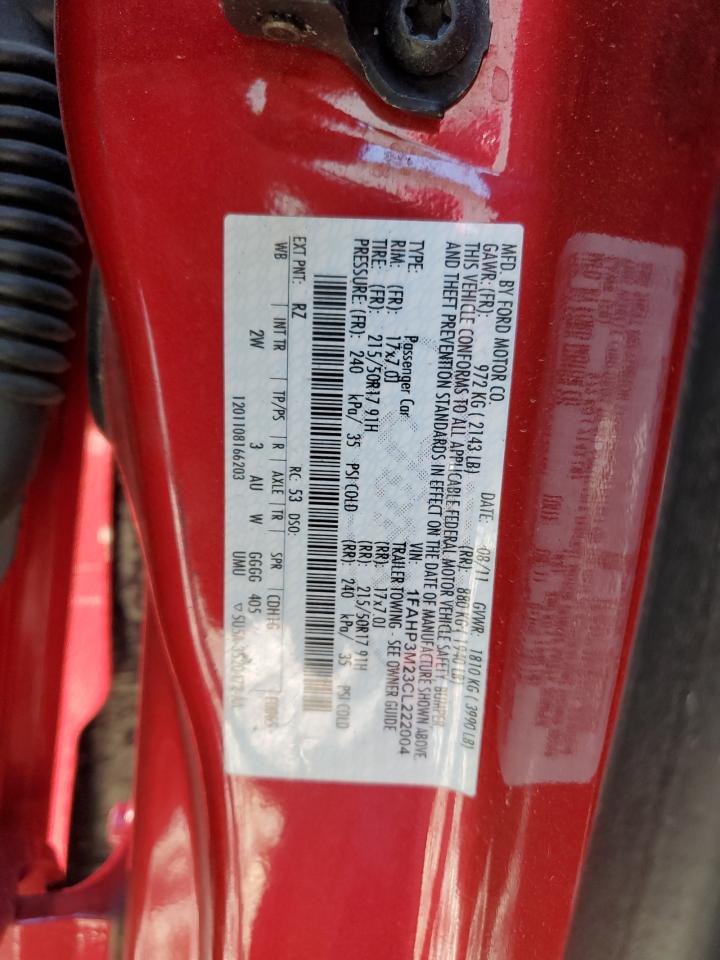 MFD. BY FORD MOTOR CO.
DATE: 08/11 GVWR: 1810 KG ( 3990 LB)
GAWR: (FR): 972 KG ( 2143 LB) (RR): 880 KG ( 1940 LB)
THIS VEHICLE CONFORMS TO ALL APPLICABLE FEDERAL MOTOR VEHICLE SAFETY, BUMPER,
AND THEFT PREVENTION STANDARDS IN EFFECT ON THE DATE OF MANUFACTURE SHOWN ABOVE.
VIN: 1FAHP3M23CL222004
TYPE: Passenger Car TRAILER TOWING - SEE OWNER GUIDE
RIM: (FR): 17x7.0J (RR): 17x7.0J
TIRE: (FR): 215/50R17 91H (RR): 215/50R17 91H
PRESSURE: (FR): 240 kPa/ 35 PSI COLD (RR): 240 kPa/ 35 PSI COLD
EXT PNT: RZ RC: 53 DSO:
WB INT TR TP/PS R AXLE TR SPR
2W 3 AU W GGGG 405
1201108166203 UMU